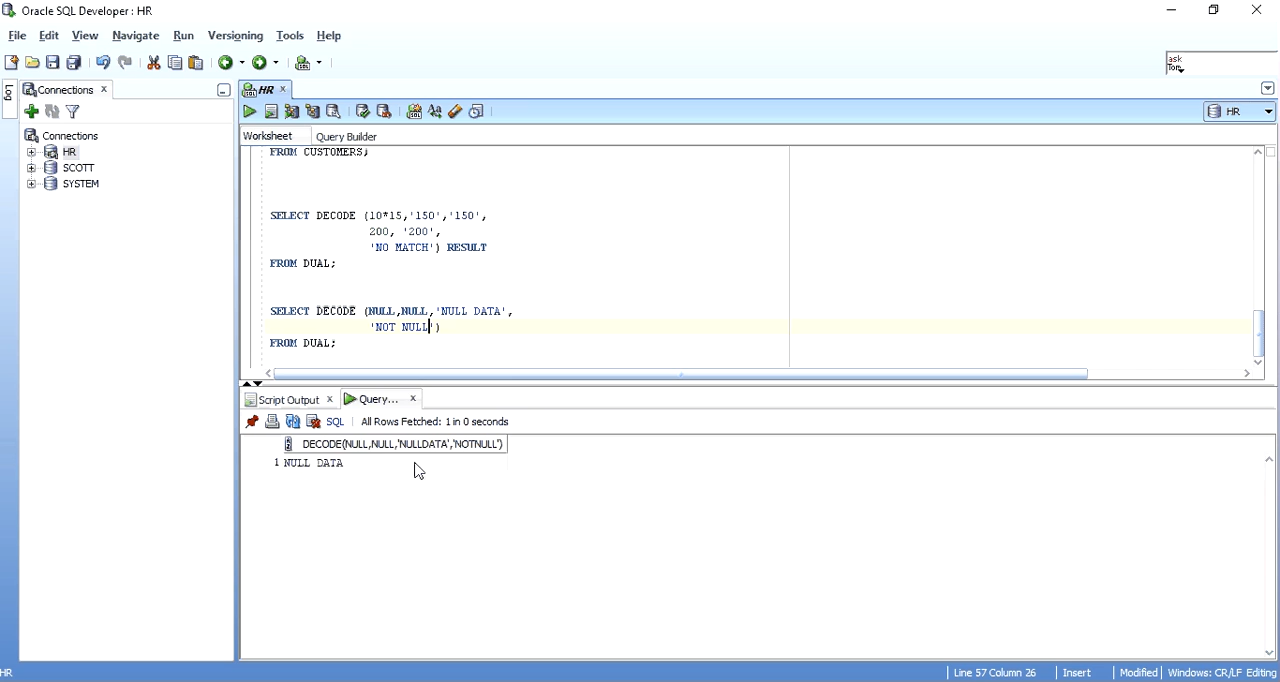 Oracle SQL Developer : HR
File Edit View Navigate Run Versioning Tools Help
ask
Tom
Log
Connections
HR
HR
Worksheet Query Builder
Connections
HR
SCOTT
SYSTEM
FROM CUSTOMERS;
SELECT DECODE (10*15,'150','150',
200, '200',
'NO MATCH') RESULT
FROM DUAL;
SELECT DECODE (NULL,NULL,'NULL DATA',
'NOT NULL')
FROM DUAL;
Script Output Query...
SQL All Rows Fetched: 1 in 0 seconds
DECODE(NULL,NULL,'NULLDATA','NOTNULL')
1 NULL DATA
HR Line 57 Column 26 Insert Modified Windows: CR/LF Editing